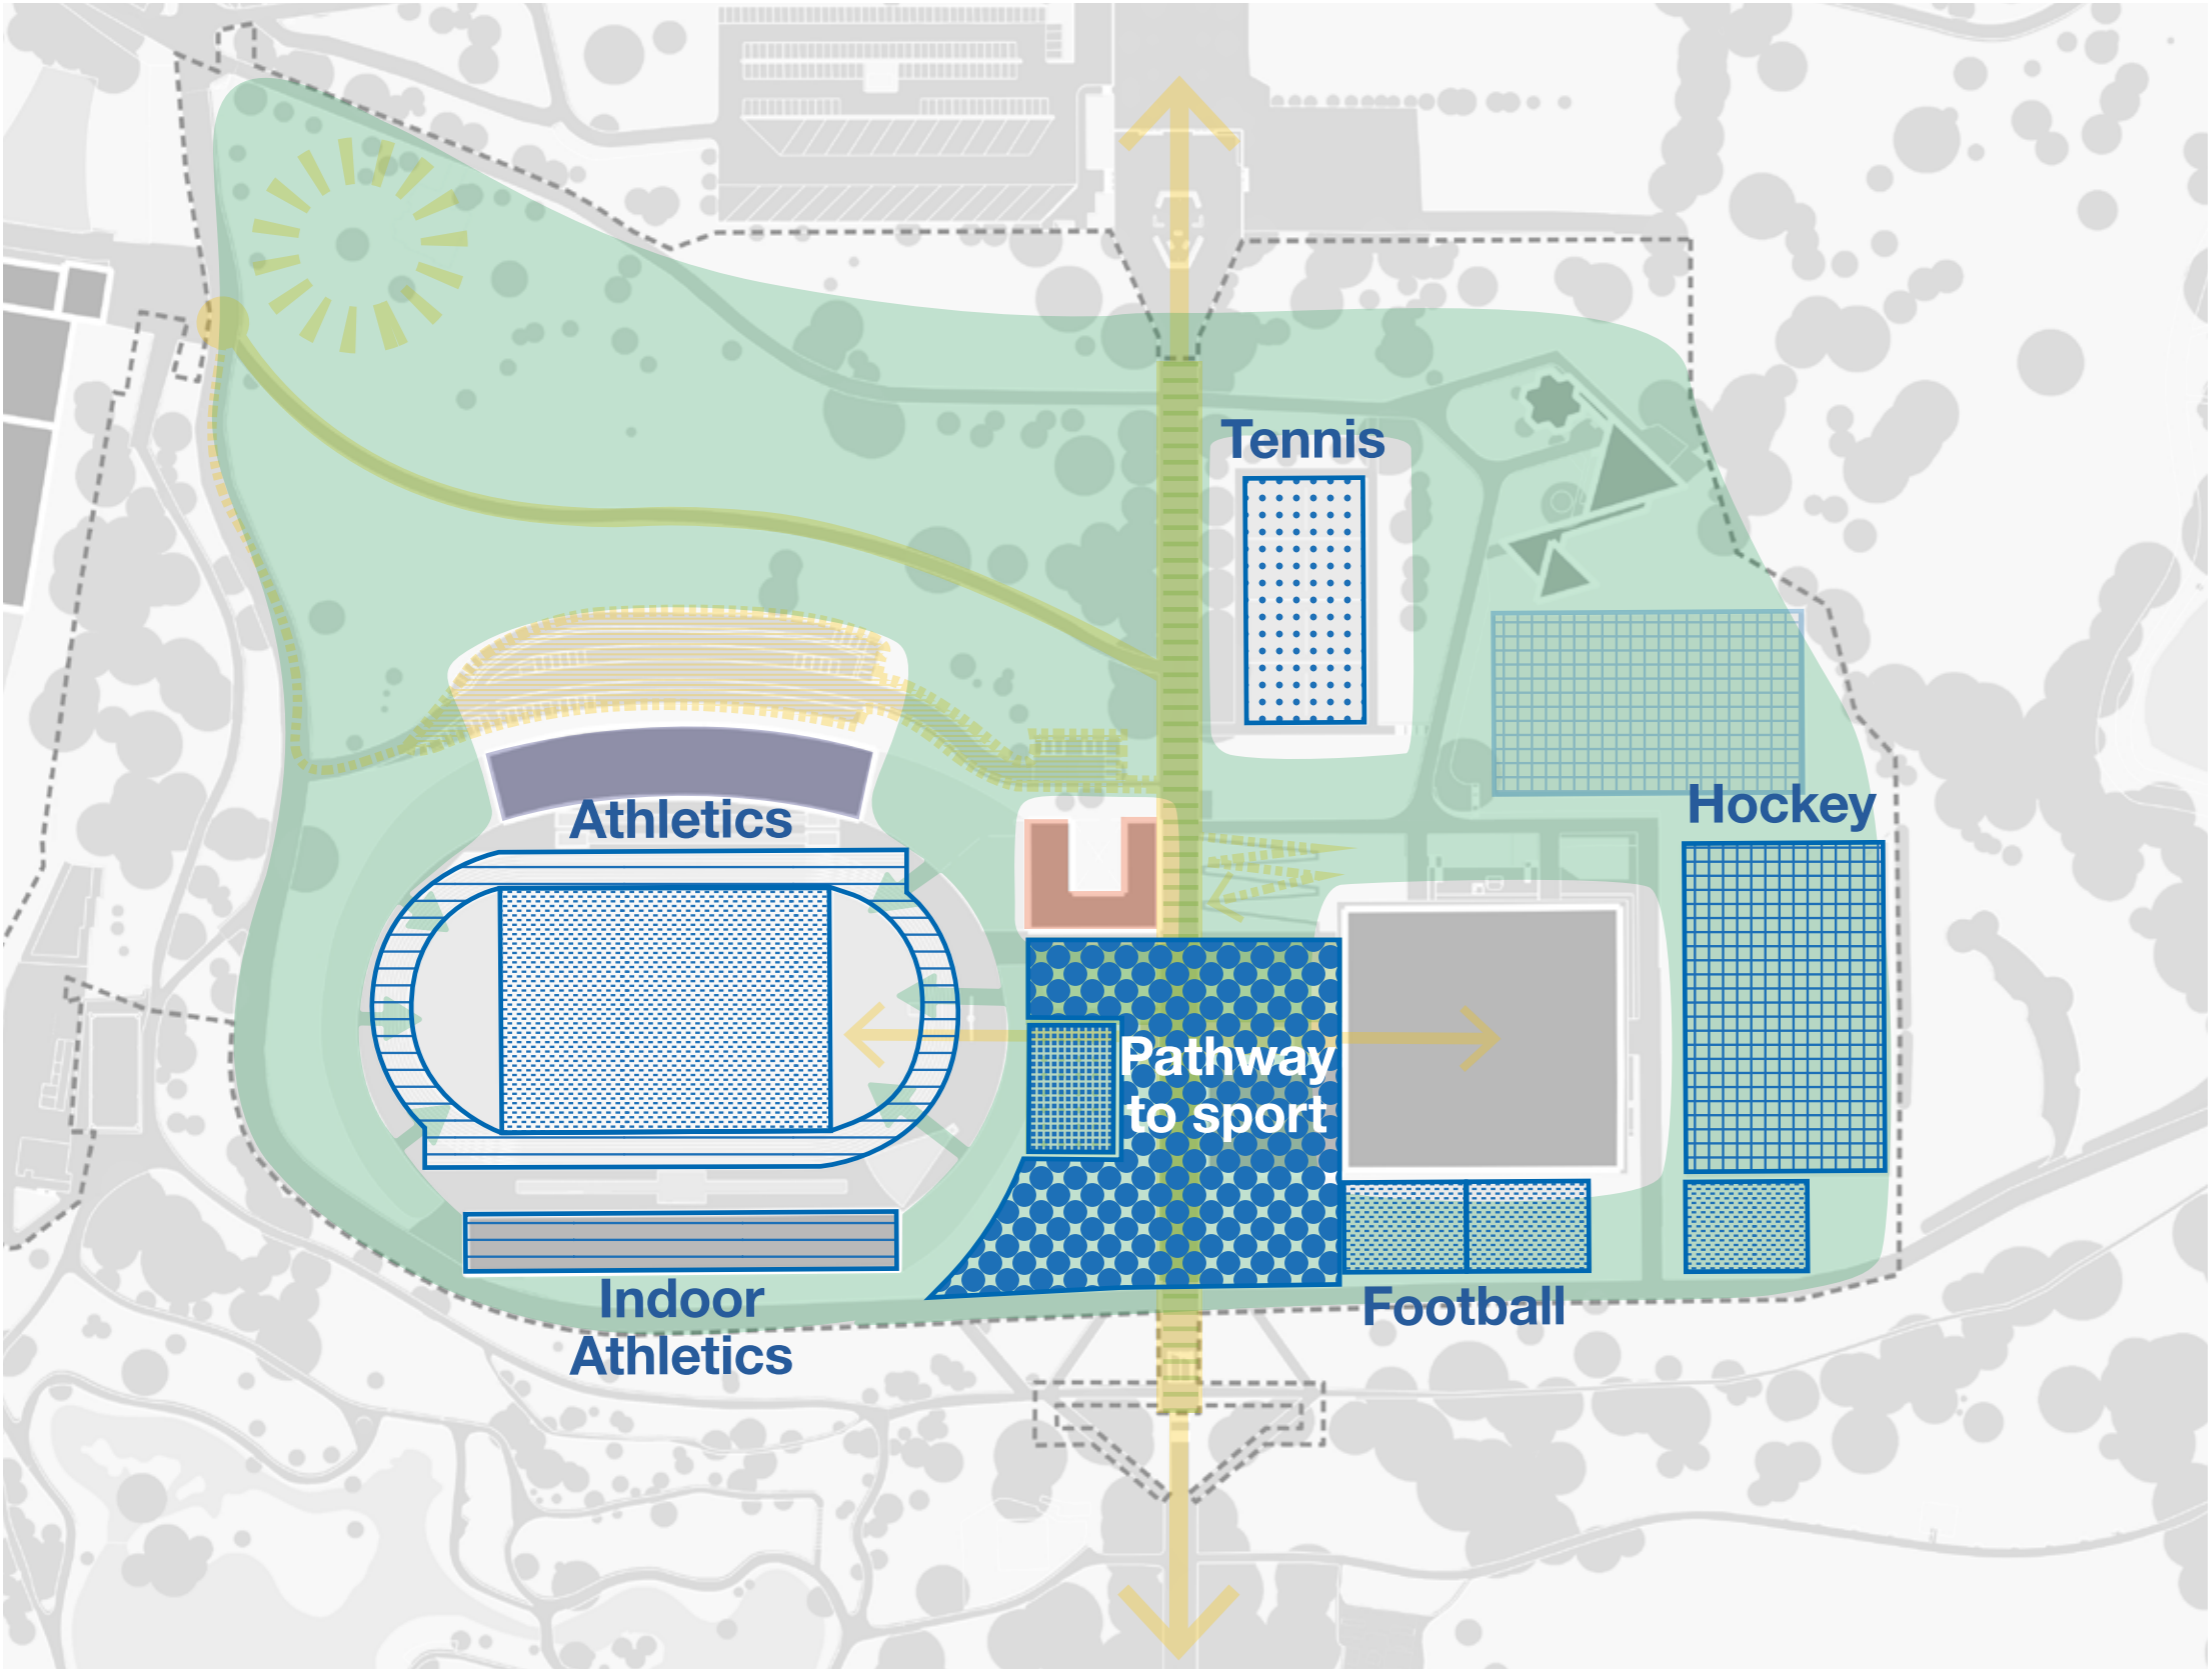 Tennis
Hockey
Athletics
Pathway
to sport
Indoor
Athletics
Football